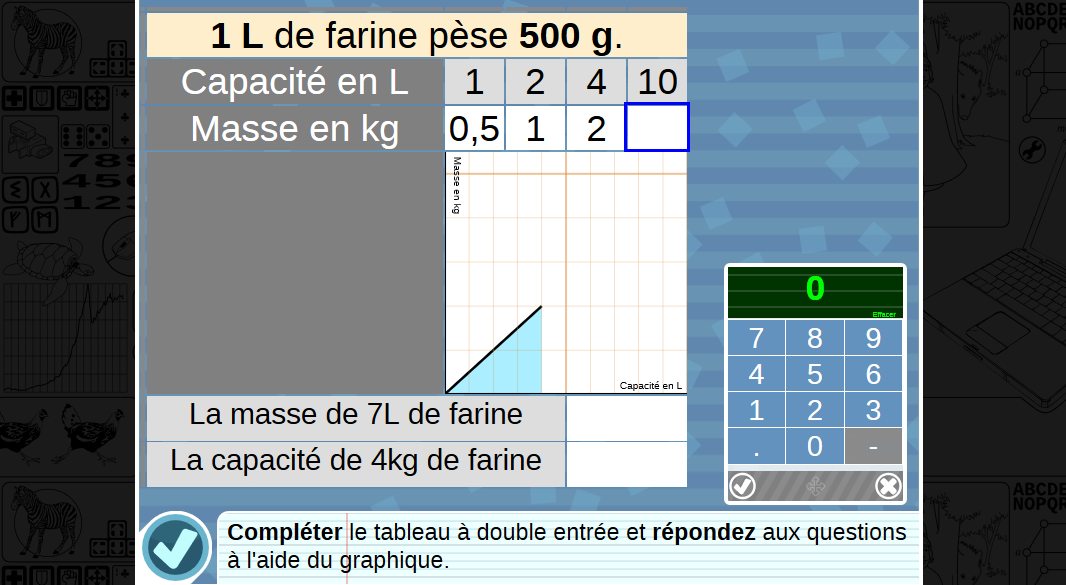 1 L de farine pèse 500 g.
Capacité en L 1 2 4 10
Masse en kg 0,5 1 2
Masse en kg
Capacité en L
La masse de 7L de farine
La capacité de 4kg de farine
0
Effacer
7 8 9
4 5 6
1 2 3
. 0 -
Compléter le tableau à double entrée et répondez aux questions
à l'aide du graphique.
ABCDE
NOPQR
789
450
123
X
ABCDE
NOPQR